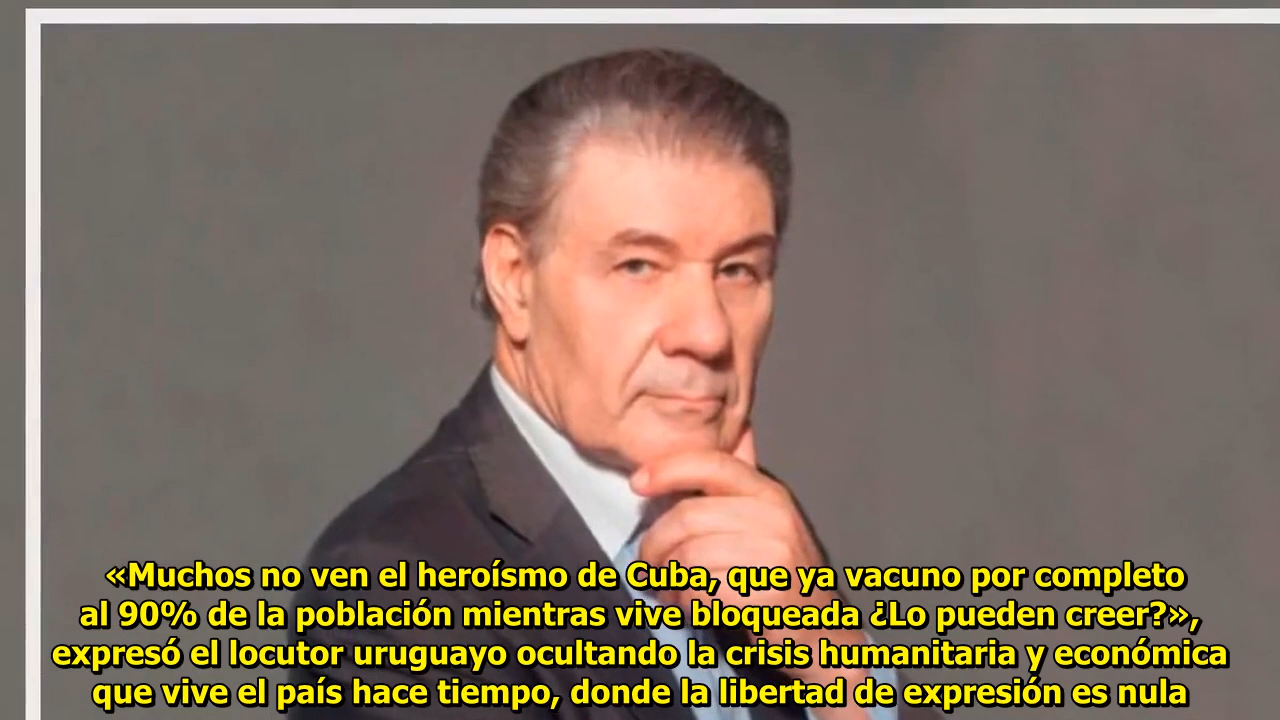 «Muchos no ven el heroísmo de Cuba, que ya vacuno por completo
al 90% de la población mientras vive bloqueada ¿Lo pueden creer?»,
expresó el locutor uruguayo ocultando la crisis humanitaria y económica
que vive el país hace tiempo, donde la libertad de expresión es nula